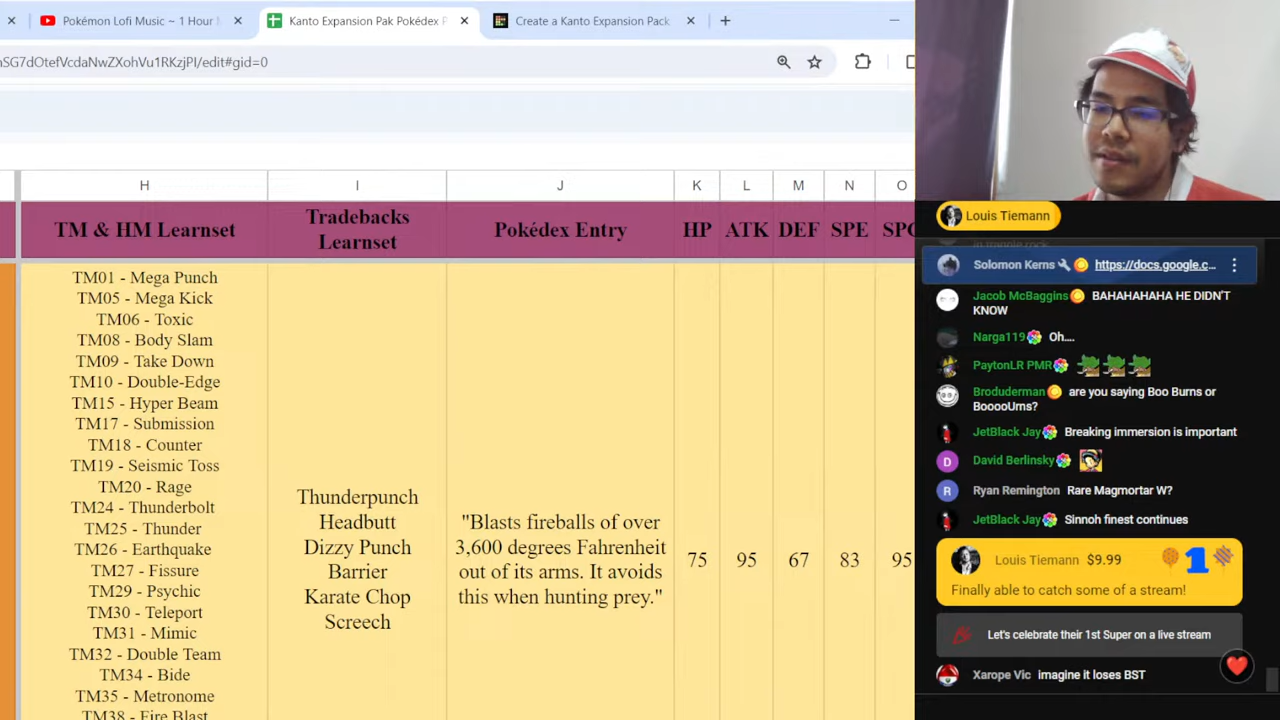 Pokémon Lofi Music ~ 1 Hour
Kanto Expansion Pak Pokédex
Create a Kanto Expansion Pack
nSG7dOtefVcdaNwZXohVu1RKzjPI/edit#gid=0
H
I
J
K
L
M
N
O
TM & HM Learnset
Tradebacks
Learnset
Pokédex Entry
HP
ATK
DEF
SPE
TM01 - Mega Punch
TM05 - Mega Kick
TM06 - Toxic
TM08 - Body Slam
TM09 - Take Down
TM10 - Double-Edge
TM15 - Hyper Beam
TM17 - Submission
TM18 - Counter
TM19 - Seismic Toss
TM20 - Rage
TM24 - Thunderbolt
TM25 - Thunder
TM26 - Earthquake
TM27 - Fissure
TM29 - Psychic
TM30 - Teleport
TM31 - Mimic
TM32 - Double Team
TM34 - Bide
TM35 - Metronome
TM38 - Fire Blast
Thunderpunch
Headbutt
Dizzy Punch
Barrier
Karate Chop
Screech
"Blasts fireballs of over
3,600 degrees Fahrenheit
out of its arms. It avoids
this when hunting prey."
75
95
67
83
95
Louis Tiemann
Solomon Kerns https://docs.google.c...
Jacob McBaggins BAHAHAHAHA HE DIDN'T
KNOW
Narga119 Oh....
PaytonLR PMR
Broduderman are you saying Boo Burns or
BooooUrns?
JetBlack Jay Breaking immersion is important
David Berlinsky
D
Ryan Remington Rare Magmortar W?
R
JetBlack Jay Sinnoh finest continues
Louis Tiemann $9.99
1
Finally able to catch some of a stream!
Let's celebrate their 1st Super on a live stream
Xarope Vic imagine it loses BST